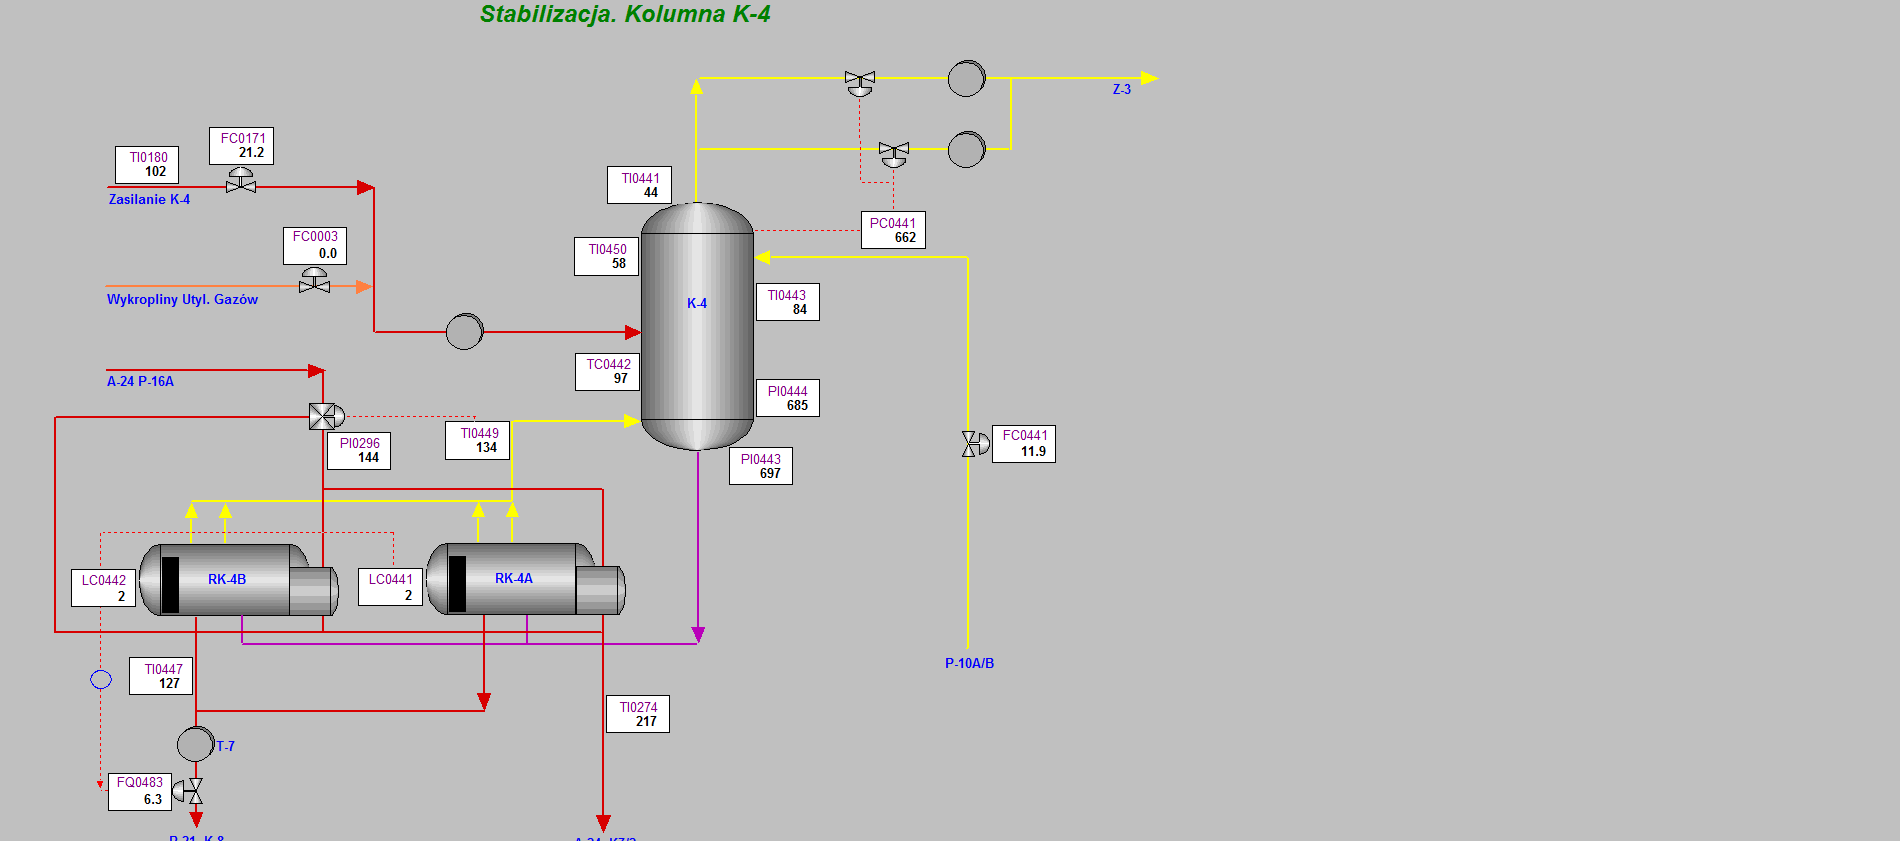 Stabilizacja. Kolumna K-4
Z-3
FC0171
21.2
TI0180
102
Zasilanie K-4
TI0441
44
PC0441
662
FC0003
0.0
TI0450
58
Wykropliny Utyl. Gazów
K-4
TI0443
84
TC0442
97
A-24 P-16A
PI0444
685
PI0296
144
TI0449
134
FC0441
11.9
PI0443
697
LC0442
2
RK-4B
LC0441
2
RK-4A
TI0447
127
P-10A/B
TI0274
217
T-7
FQ0483
6.3